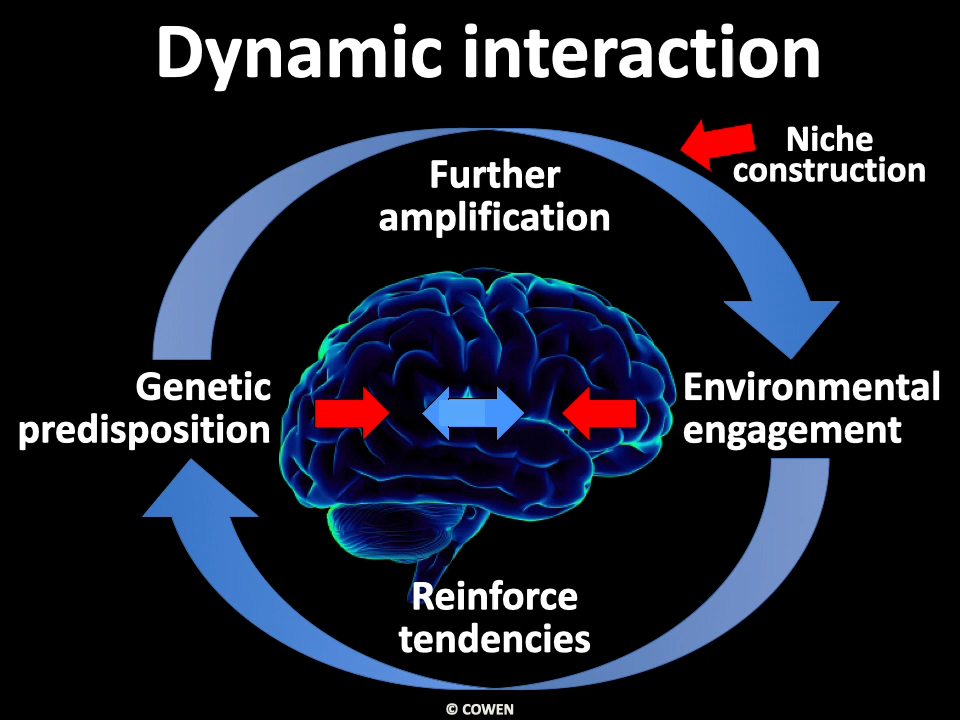 Dynamic interaction
Niche
construction
Further
amplification
Genetic
predisposition
Environmental
engagement
Reinforce
tendencies
© COWEN